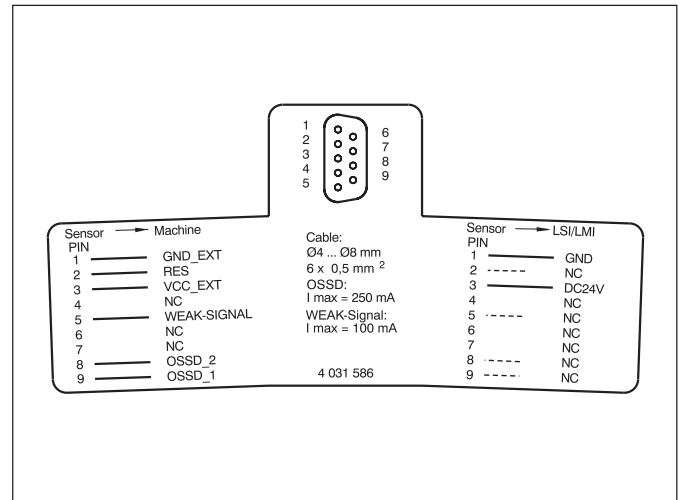 1 6
2 7
3 8
4 9
5
Sensor → Machine
PIN
1 GND_EXT
2 RES
3 VCC_EXT
4 NC
5 WEAK-SIGNAL
6 NC
7 NC
8 OSSD_2
9 OSSD_1
Cable:
Ø4 ... Ø8 mm
6 x 0,5 mm ²
OSSD:
I max = 250 mA
WEAK-Signal:
I max = 100 mA
4 031 586
Sensor → LSI/LMI
PIN
1 GND
2 NC
3 DC24V
4 NC
5 NC
6 NC
7 NC
8 NC
9 NC